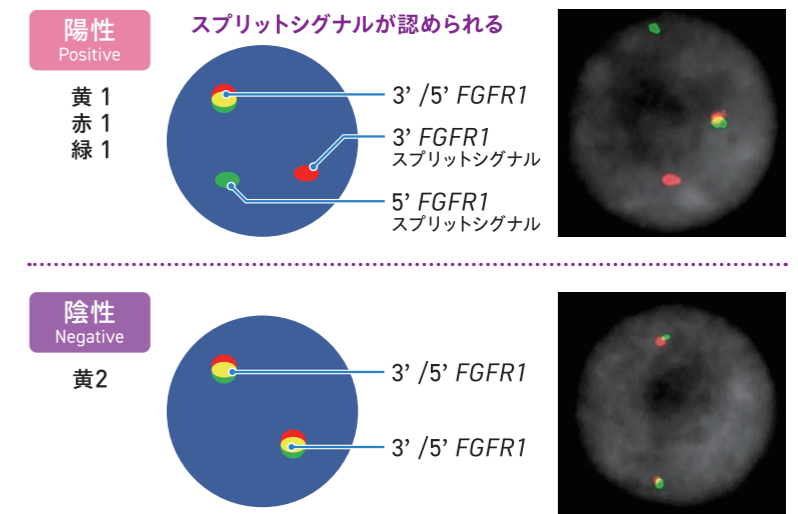 陽性
Positive
黄 1
赤 1
緑 1
スプリットシグナルが認められる
3’ /5’ FGFR1
3’ FGFR1
スプリットシグナル
5’ FGFR1
スプリットシグナル
陰性
Negative
黄2
3’ /5’ FGFR1
3’ /5’ FGFR1